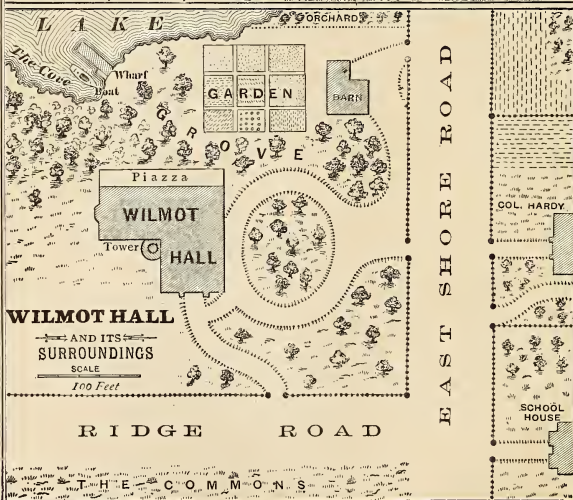 LAKE
ORCHARD
The Cove
Wharf
Boat
GARDEN
BARN
GROVE
Piazza
WILMOT
HALL
Tower
COL. HARDY
EAST SHORE ROAD
WILMOT HALL
AND ITS
SURROUNDINGS
SCALE
100 Feet
SCHOOL
HOUSE
RIDGE ROAD
THE COMMONS